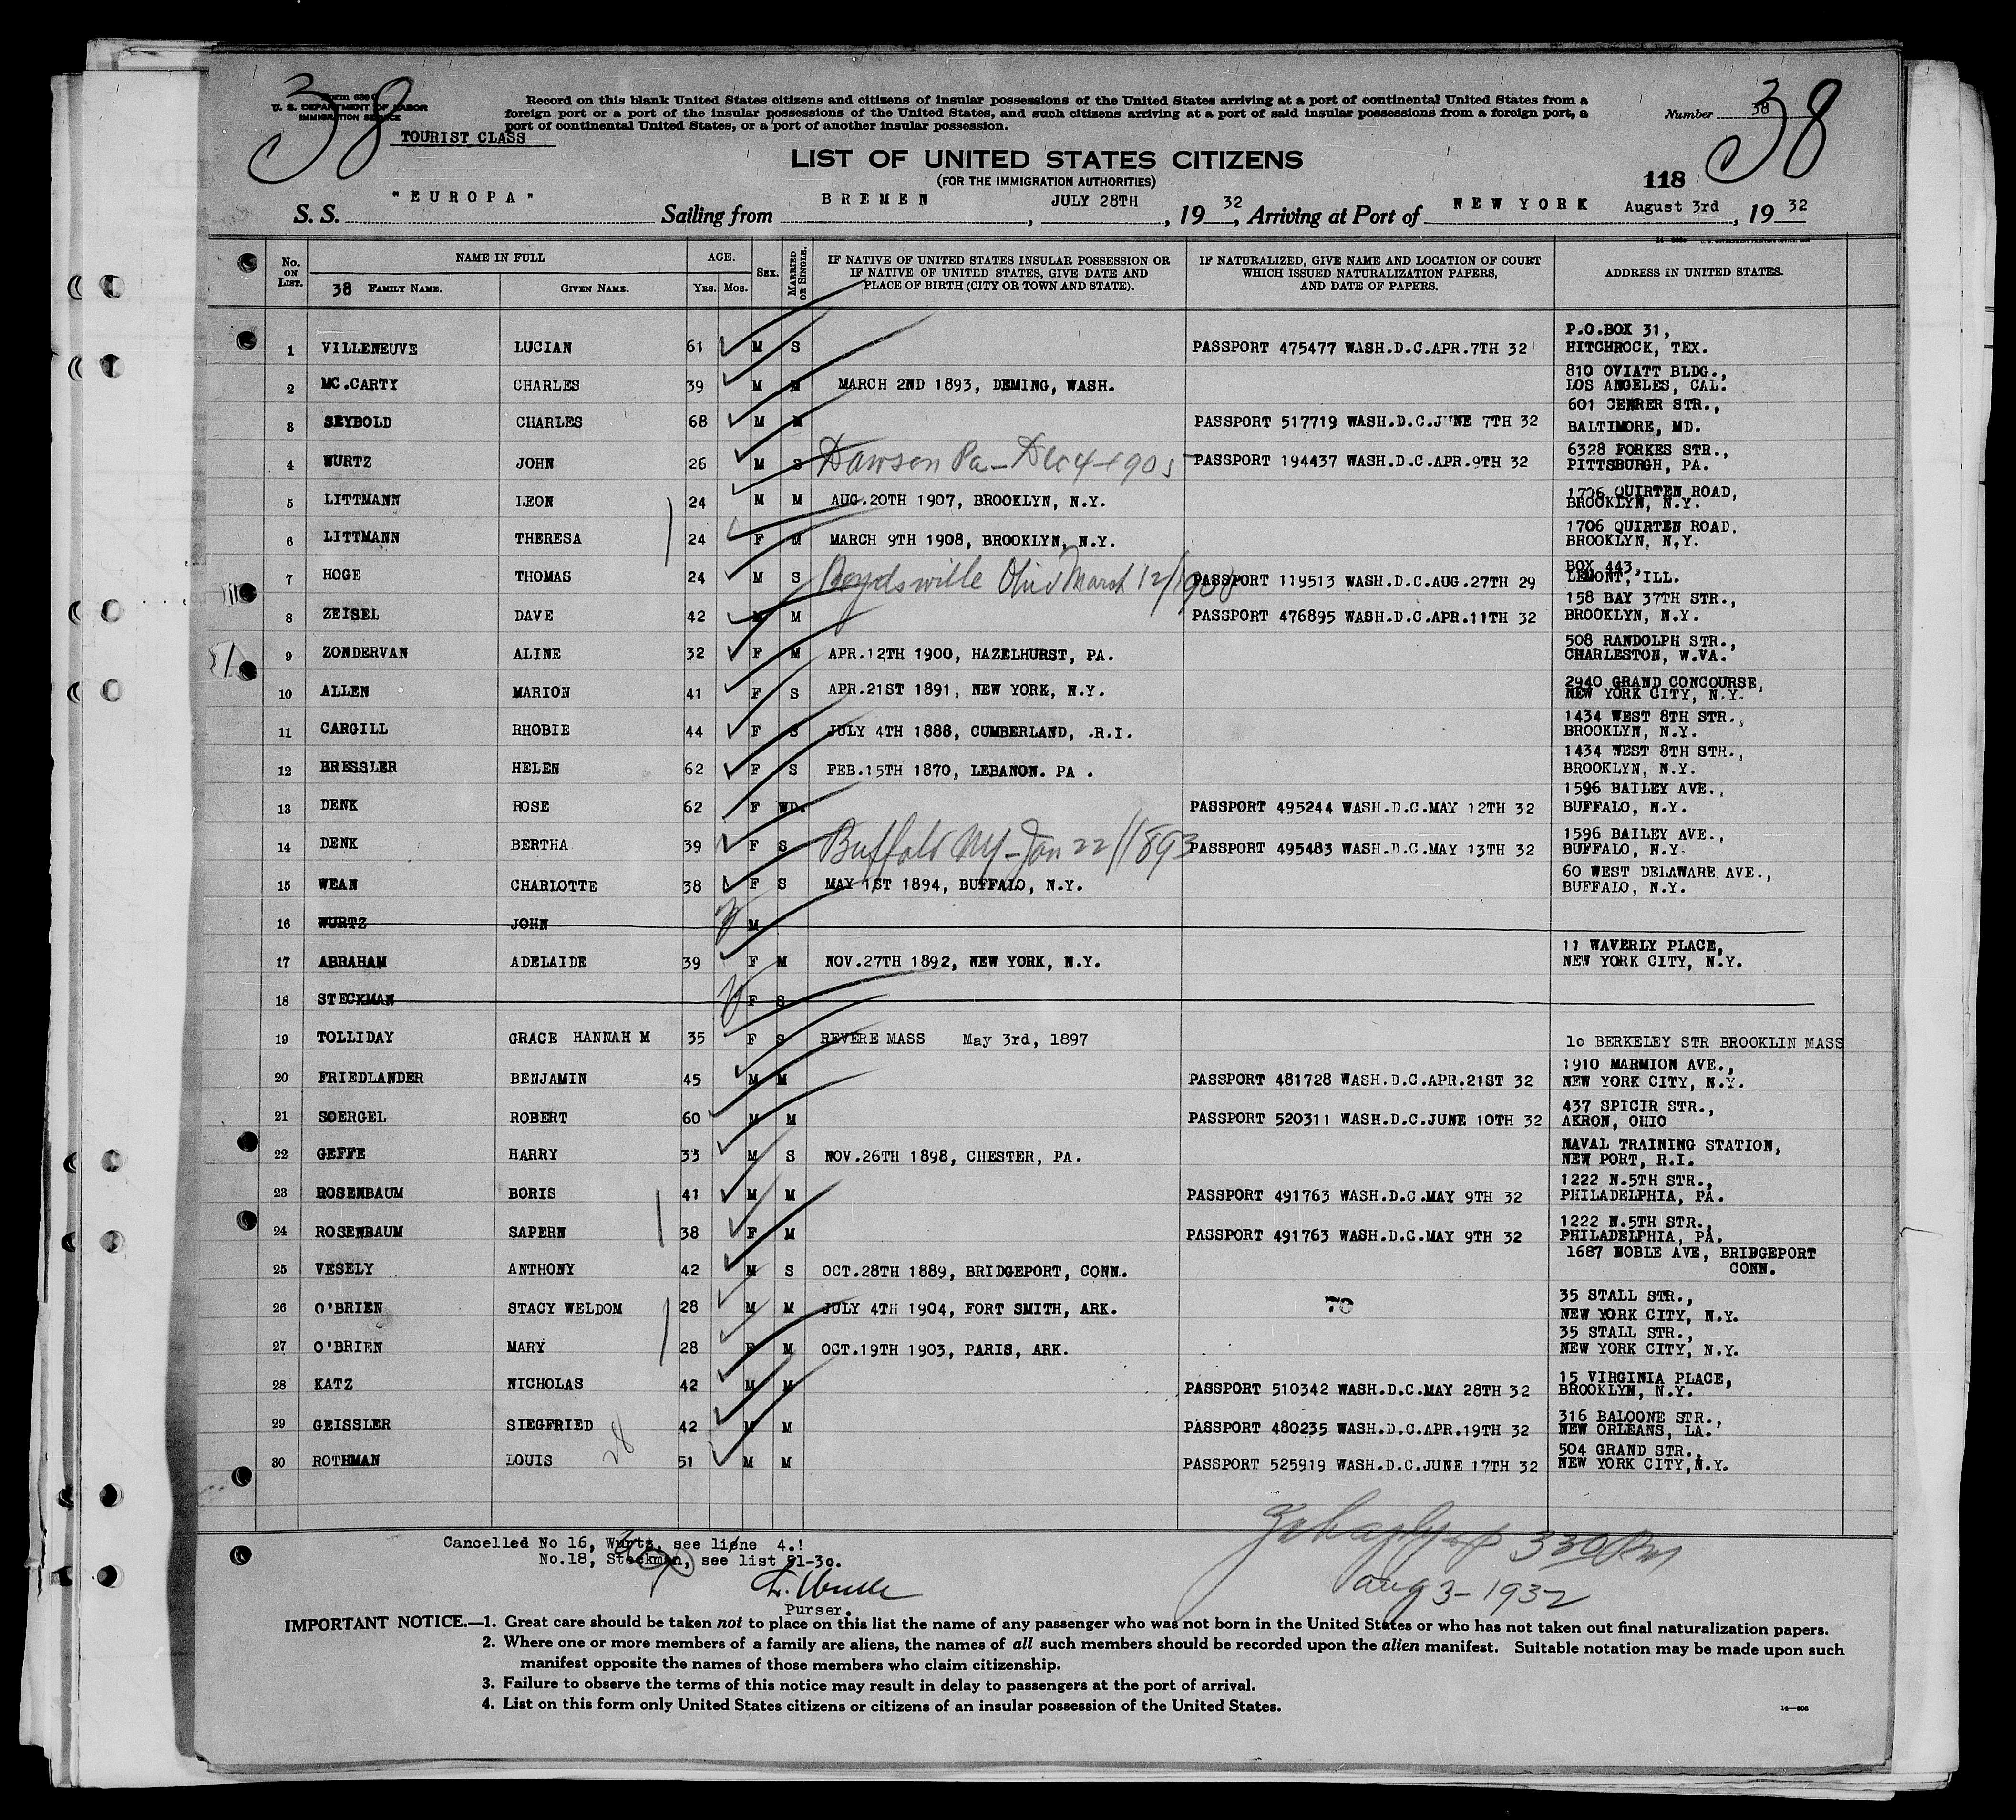 38
38
Form 630 C
U. S. DEPARTMENT OF LABOR
IMMIGRATION SERVICE
TOURIST CLASS
Record on this blank United States citizens and citizens of insular possessions of the United States arriving at a port of continental United States from a
foreign port or a port of the insular possessions of the United States, and such citizens arriving at a port of said insular possessions from a foreign port, a
port of continental United States, or a port of another insular possession.
Number 38
LIST OF UNITED STATES CITIZENS
(FOR THE IMMIGRATION AUTHORITIES)
118
S. S. "EUROPA" Sailing from BREMEN, JULY 28TH, 1932, Arriving at Port of NEW YORK August 3rd, 1932
No. ON LIST. NAME IN FULL AGE. SEX. MARRIED OR SINGLE. IF NATIVE OF UNITED STATES INSULAR POSSESSION OR IF NATIVE OF UNITED STATES, GIVE DATE AND PLACE OF BIRTH (CITY OR TOWN AND STATE). IF NATURALIZED, GIVE NAME AND LOCATION OF COURT WHICH ISSUED NATURALIZATION PAPERS, AND DATE OF PAPERS. ADDRESS IN UNITED STATES.
38 FAMILY NAME. GIVEN NAME. YRS. MOS.
1 VILLENEUVE LUCIAN 61 M S PASSPORT 475477 WASH.D.C.APR.7TH 32 P.O.BOX 31, HITCHROCK, TEX.
2 MC.CARTY CHARLES 39 M M MARCH 2ND 1893, DEMING, WASH. 810 OVIATT BLDG., LOS ANGELES, CAL.
3 SEYBOLD CHARLES 68 M M PASSPORT 517719 WASH.D.C.JUNE 7TH 32 601 CENRER STR., BALTIMORE, MD.
4 WURTZ JOHN 26 M S Dawson Pa - Dec 4 1905 PASSPORT 194437 WASH.D.C.APR.9TH 32 6328 FORKES STR., PITTSBURGH, PA.
5 LITTMANN LEON 24 M M AUG.20TH 1907, BROOKLYN, N.Y. 1706 QUIRTEN ROAD, BROOKLYN, N.Y.
6 LITTMANN THERESA 24 F M MARCH 9TH 1908, BROOKLYN, N.Y. 1706 QUIRTEN ROAD, BROOKLYN, N,Y.
7 HOGE THOMAS 24 M S Boydsville Ohio March 12/1908 PASSPORT 119513 WASH.D.C.AUG.27TH 29 BOX 443, LEMONT, ILL.
8 ZEISEL DAVE 42 M M PASSPORT 476895 WASH.D.C.APR.11TH 32 158 BAY 37TH STR., BROOKLYN, N.Y.
9 ZONDERVAN ALINE 32 F M APR.12TH 1900, HAZELHURST, PA. 508 RANDOLPH STR., CHARLESTON, W.VA.
10 ALLEN MARION 41 F S APR.21ST 1891, NEW YORK, N.Y. 2940 GRAND CONCOURSE, NEW YORK CITY, N.Y.
11 CARGILL RHOBIE 44 F S JULY 4TH 1888, CUMBERLAND, .R.I. 1434 WEST 8TH STR., BROOKLYN, N.Y.
12 BRESSLER HELEN 62 F S FEB.15TH 1870, LEBANON. PA . 1434 WEST 8TH STR., BROOKLYN, N.Y.
13 DENK ROSE 62 F WD. PASSPORT 495244 WASH.D.C.MAY 12TH 32 1596 BAILEY AVE., BUFFALO, N.Y.
14 DENK BERTHA 39 F S Buffalo NY - Jan 22/1893 PASSPORT 495483 WASH.D.C.MAY 13TH 32 1596 BAILEY AVE., BUFFALO, N.Y.
15 WEAN CHARLOTTE 38 F S MAY 1ST 1894, BUFFALO, N.Y. 60 WEST DELAWARE AVE., BUFFALO, N.Y.
16 WURTZ JOHN M
17 ABRAHAM ADELAIDE 39 F M NOV.27TH 1892, NEW YORK, N.Y. 11 WAVERLY PLACE, NEW YORK CITY, N.Y.
18 STECKMAN F S
19 TOLLIDAY GRACE HANNAH M 35 F S REVERE MASS May 3rd, 1897 1o BERKELEY STR BROOKLIN MASS
20 FRIEDLANDER BENJAMIN 45 M M PASSPORT 481728 WASH.D.C.APR.21ST 32 1910 MARMION AVE., NEW YORK CITY, N.Y.
21 SOERGEL ROBERT 60 M M PASSPORT 520311 WASH.D.C.JUNE 10TH 32 437 SPICIR STR., AKRON, OHIO
22 GEFFE HARRY 33 M S NOV.26TH 1898, CHESTER, PA. NAVAL TRAINING STATION, NEW PORT, R.I.
23 ROSENBAUM BORIS 41 M M PASSPORT 491763 WASH.D.C.MAY 9TH 32 1222 N.5TH STR., PHILADELPHIA, PA.
24 ROSENBAUM SAPERN 38 F M PASSPORT 491763 WASH.D.C.MAY 9TH 32 1222 N.5TH STR., PHILADELPHIA, PA.
25 VESELY ANTHONY 42 M S OCT.28TH 1889, BRIDGEPORT, CONN. 1687 NOBLE AVE, BRIDGEPORT CONN.
26 O'BRIEN STACY WELDOM 28 M M JULY 4TH 1904, FORT SMITH, ARK. 70 35 STALL STR., NEW YORK CITY, N.Y.
27 O'BRIEN MARY 28 F M OCT.19TH 1903, PARIS, ARK. 35 STALL STR., NEW YORK CITY, N.Y.
28 KATZ NICHOLAS 42 M M PASSPORT 510342 WASH.D.C.MAY 28TH 32 15 VIRGINIA PLACE, BROOKLYN, N.Y.
29 GEISSLER SIEGFRIED 42 M M PASSPORT 480235 WASH.D.C.APR.19TH 32 316 BALOONE STR., NEW ORLEANS, LA.
30 ROTHMAN LOUIS 28 51 M M PASSPORT 525919 WASH.D.C.JUNE 17TH 32 504 GRAND STR., NEW YORK CITY,N.Y.
Cancelled No 16, Wurtz, see liene 4.!
No.18, Steckman, see list 21-3o.
Purser.
330 Pm
Aug 3 - 1932
IMPORTANT NOTICE.—1. Great care should be taken not to place on this list the name of any passenger who was not born in the United States or who has not taken out final naturalization papers.
2. Where one or more members of a family are aliens, the names of all such members should be recorded upon the alien manifest. Suitable notation may be made upon such
manifest opposite the names of those members who claim citizenship.
3. Failure to observe the terms of this notice may result in delay to passengers at the port of arrival.
4. List on this form only United States citizens or citizens of an insular possession of the United States.